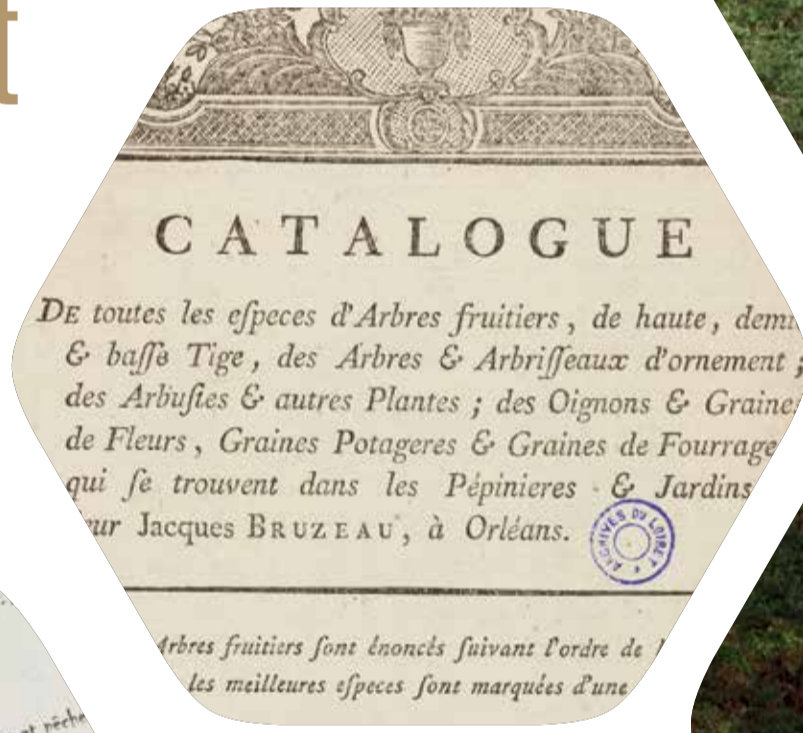 t
CATALOGUE
DE toutes les eſpeces d'Arbres fruitiers, de haute, demi
& baſſe Tige, des Arbres & Arbriſſeaux d'ornement ;
des Arbuſtes & autres Plantes ; des Oignons & Graines
de Fleurs, Graines Potageres & Graines de Fourrage
qui ſe trouvent dans les Pépinieres & Jardins
Jacques BRUZEAU, à Orléans.
ARCHIVES DU LOIRET
Arbres fruitiers ſont énoncés ſuivant l'ordre de
les meilleures eſpeces ſont marquées d'une
pêche